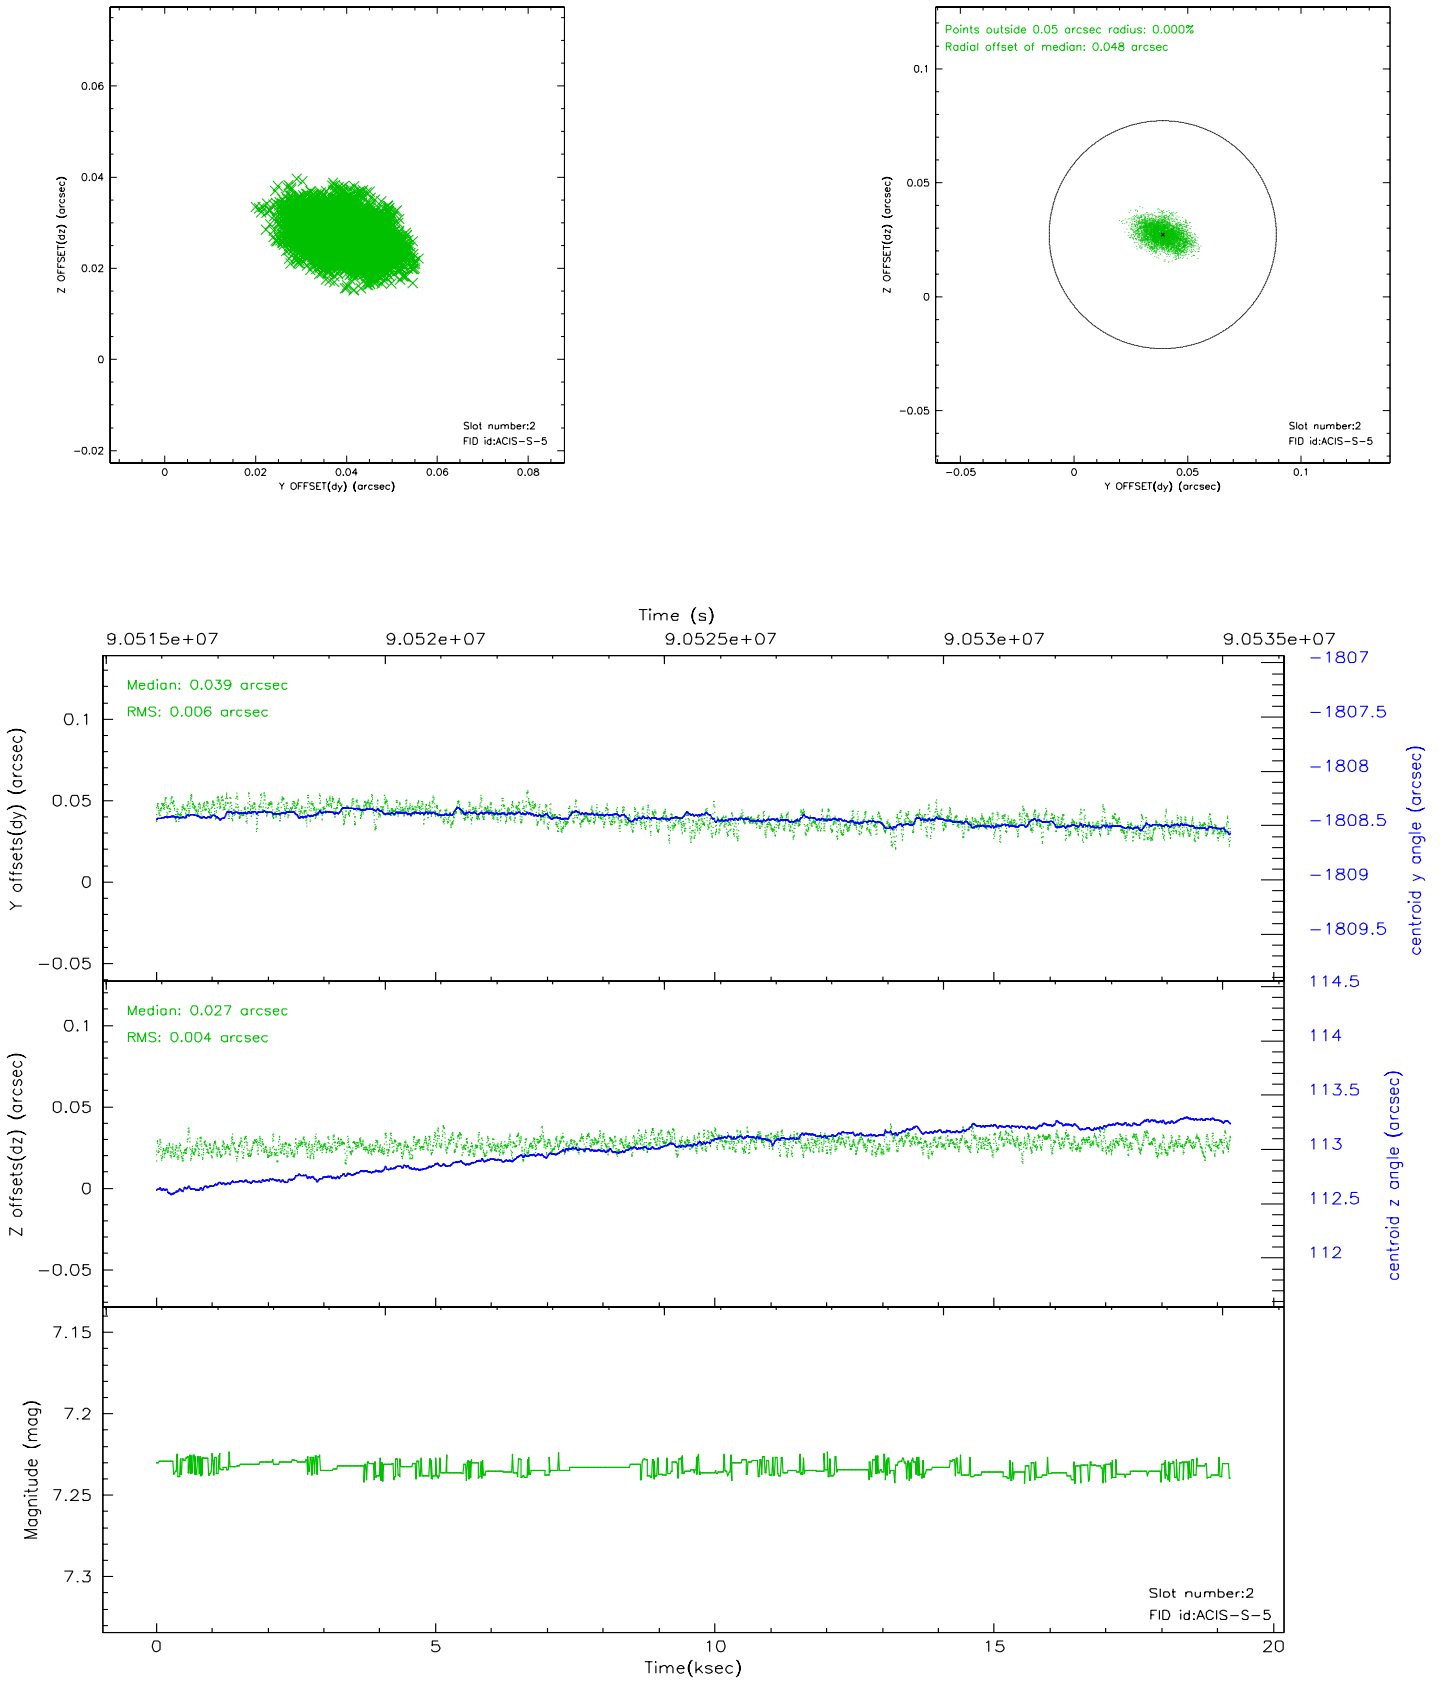 0.06
0.04
0.02
0
−0.02
Z OFFSET(dz) (arcsec)
Slot number:2
FID id:ACIS−S−5
0
0.02
0.04
0.06
0.08
Y OFFSET(dy) (arcsec)
Points outside 0.05 arcsec radius: 0.000%
Radial offset of median: 0.048 arcsec
0.1
0.05
0
−0.05
Z OFFSET(dz) (arcsec)
Slot number:2
FID id:ACIS−S−5
−0.05
0
0.05
0.1
Y OFFSET(dy) (arcsec)
Time (s)
9.0515e+07
9.052e+07
9.0525e+07
9.053e+07
9.0535e+07
Median: 0.039 arcsec
RMS: 0.006 arcsec
0.1
0.05
0
−0.05
Y offsets(dy) (arcsec)
−1807
−1807.5
−1808
−1808.5
−1809
−1809.5
centroid y angle (arcsec)
Median: 0.027 arcsec
RMS: 0.004 arcsec
0.1
0.05
0
−0.05
Z offsets(dz) (arcsec)
114.5
114
113.5
113
112.5
112
centroid z angle (arcsec)
7.15
7.2
7.25
7.3
Magnitude (mag)
Slot number:2
FID id:ACIS−S−5
0
5
10
15
20
Time(ksec)